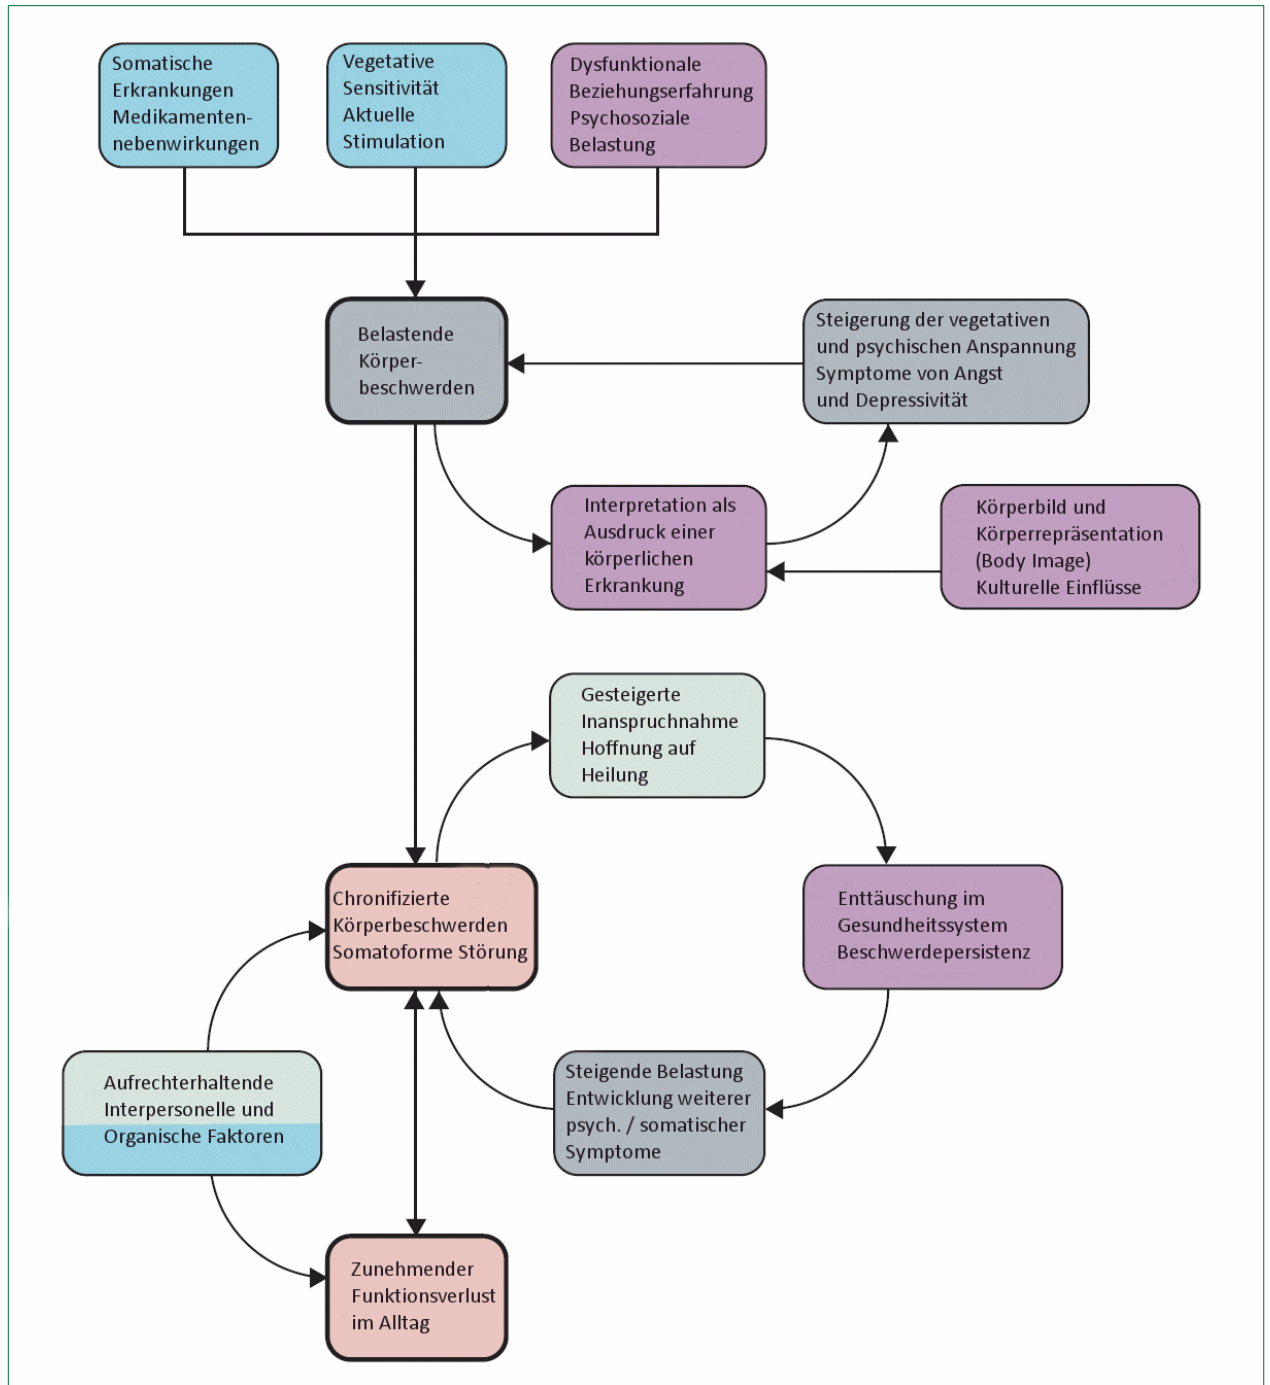 Somatische
Erkrankungen
Medikamenten-
nebenwirkungen
Vegetative
Sensitivität
Aktuelle
Stimulation
Dysfunktionale
Beziehungserfahrung
Psychosoziale
Belastung
Belastende
Körper-
beschwerden
Steigerung der vegetativen
und psychischen Anspannung
Symptome von Angst
und Depressivität
Interpretation als
Ausdruck einer
körperlichen
Erkrankung
Körperbild und
Körperrepräsentation
(Body Image)
Kulturelle Einflüsse
Gesteigerte
Inanspruchnahme
Hoffnung auf
Heilung
Chronifizierte
Körperbeschwerden
Somatoforme Störung
Enttäuschung im
Gesundheitssystem
Beschwerdepersistenz
Aufrechterhaltende
Interpersonelle und
Organische Faktoren
Steigende Belastung
Entwicklung weiterer
psych. / somatischer
Symptome
Zunehmender
Funktionsverlust
im Alltag